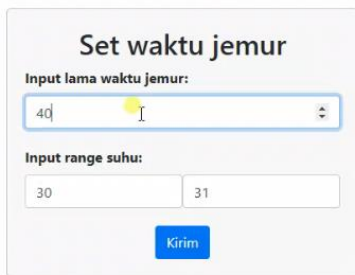 Set waktu jemur
Input lama waktu jemur:
40
Input range suhu:
30 31
Kirim